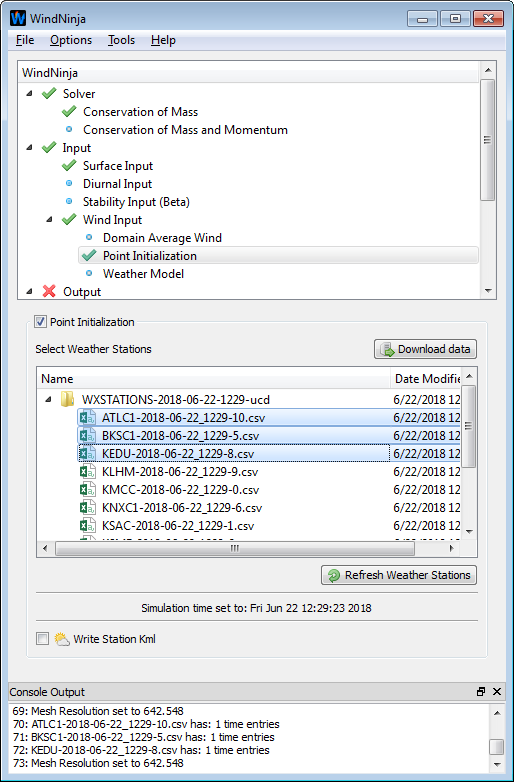 WindNinja
File Options Tools Help
WindNinja
Solver
Conservation of Mass
Conservation of Mass and Momentum
Input
Surface Input
Diurnal Input
Stability Input (Beta)
Wind Input
Domain Average Wind
Point Initialization
Weather Model
Output
Point Initialization
Select Weather Stations Download data
Name Date Modifie
WXSTATIONS-2018-06-22-1229-ucd 6/22/2018 12
ATLC1-2018-06-22_1229-10.csv 6/22/2018 12
BKSC1-2018-06-22_1229-5.csv 6/22/2018 12
KEDU-2018-06-22_1229-8.csv 6/22/2018 12
KLHM-2018-06-22_1229-9.csv 6/22/2018 12
KMCC-2018-06-22_1229-0.csv 6/22/2018 12
KNXC1-2018-06-22_1229-6.csv 6/22/2018 12
KSAC-2018-06-22_1229-1.csv 6/22/2018 12
Refresh Weather Stations
Simulation time set to: Fri Jun 22 12:29:23 2018
Write Station Kml
Console Output
69: Mesh Resolution set to 642.548
70: ATLC1-2018-06-22_1229-10.csv has: 1 time entries
71: BKSC1-2018-06-22_1229-5.csv has: 1 time entries
72: KEDU-2018-06-22_1229-8.csv has: 1 time entries
73: Mesh Resolution set to 642.548